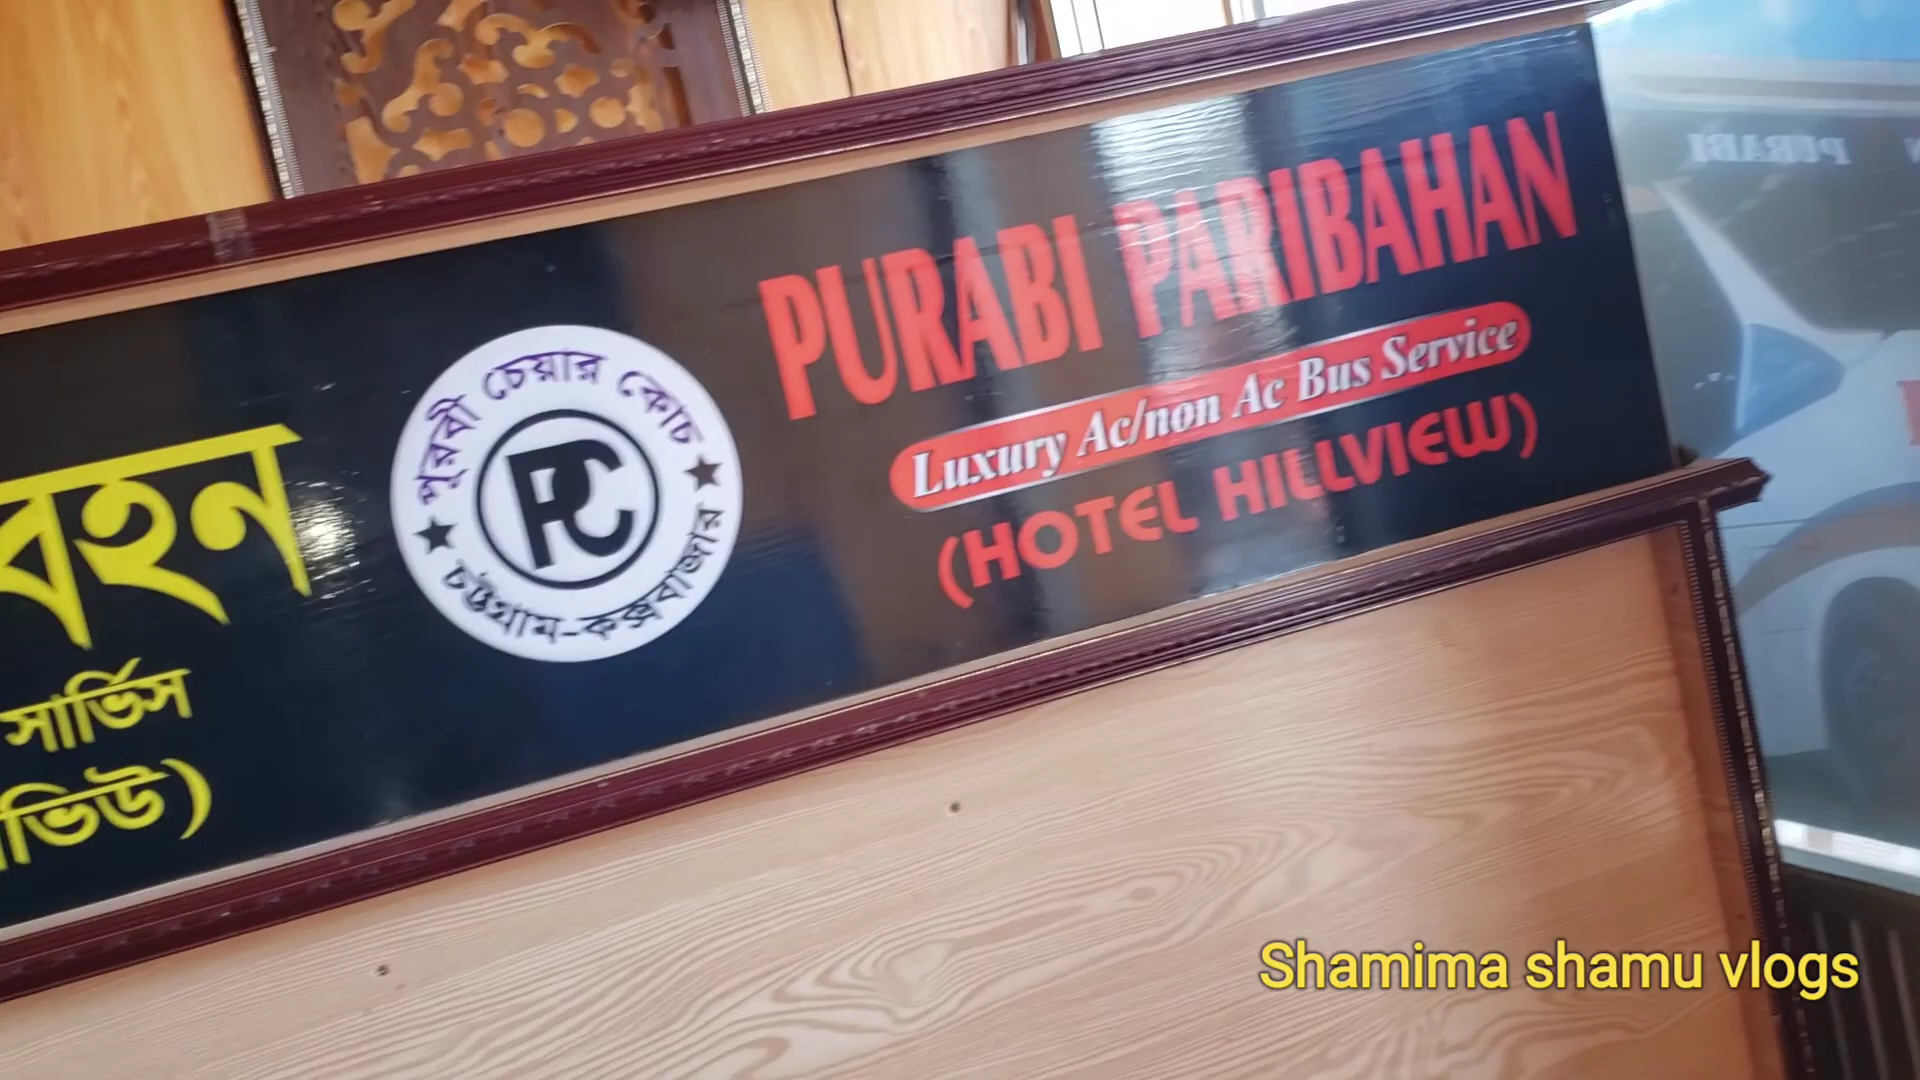 বহন
সার্ভিস
ভিউ)
পূরবী চেয়ার কোচ
PC
চট্টগ্রাম-কক্সবাজার
PURABI PARIBAHAN
Luxury Ac/non Ac Bus Service
(HOTEL HILLVIEW)
PURABI
Shamima shamu vlogs